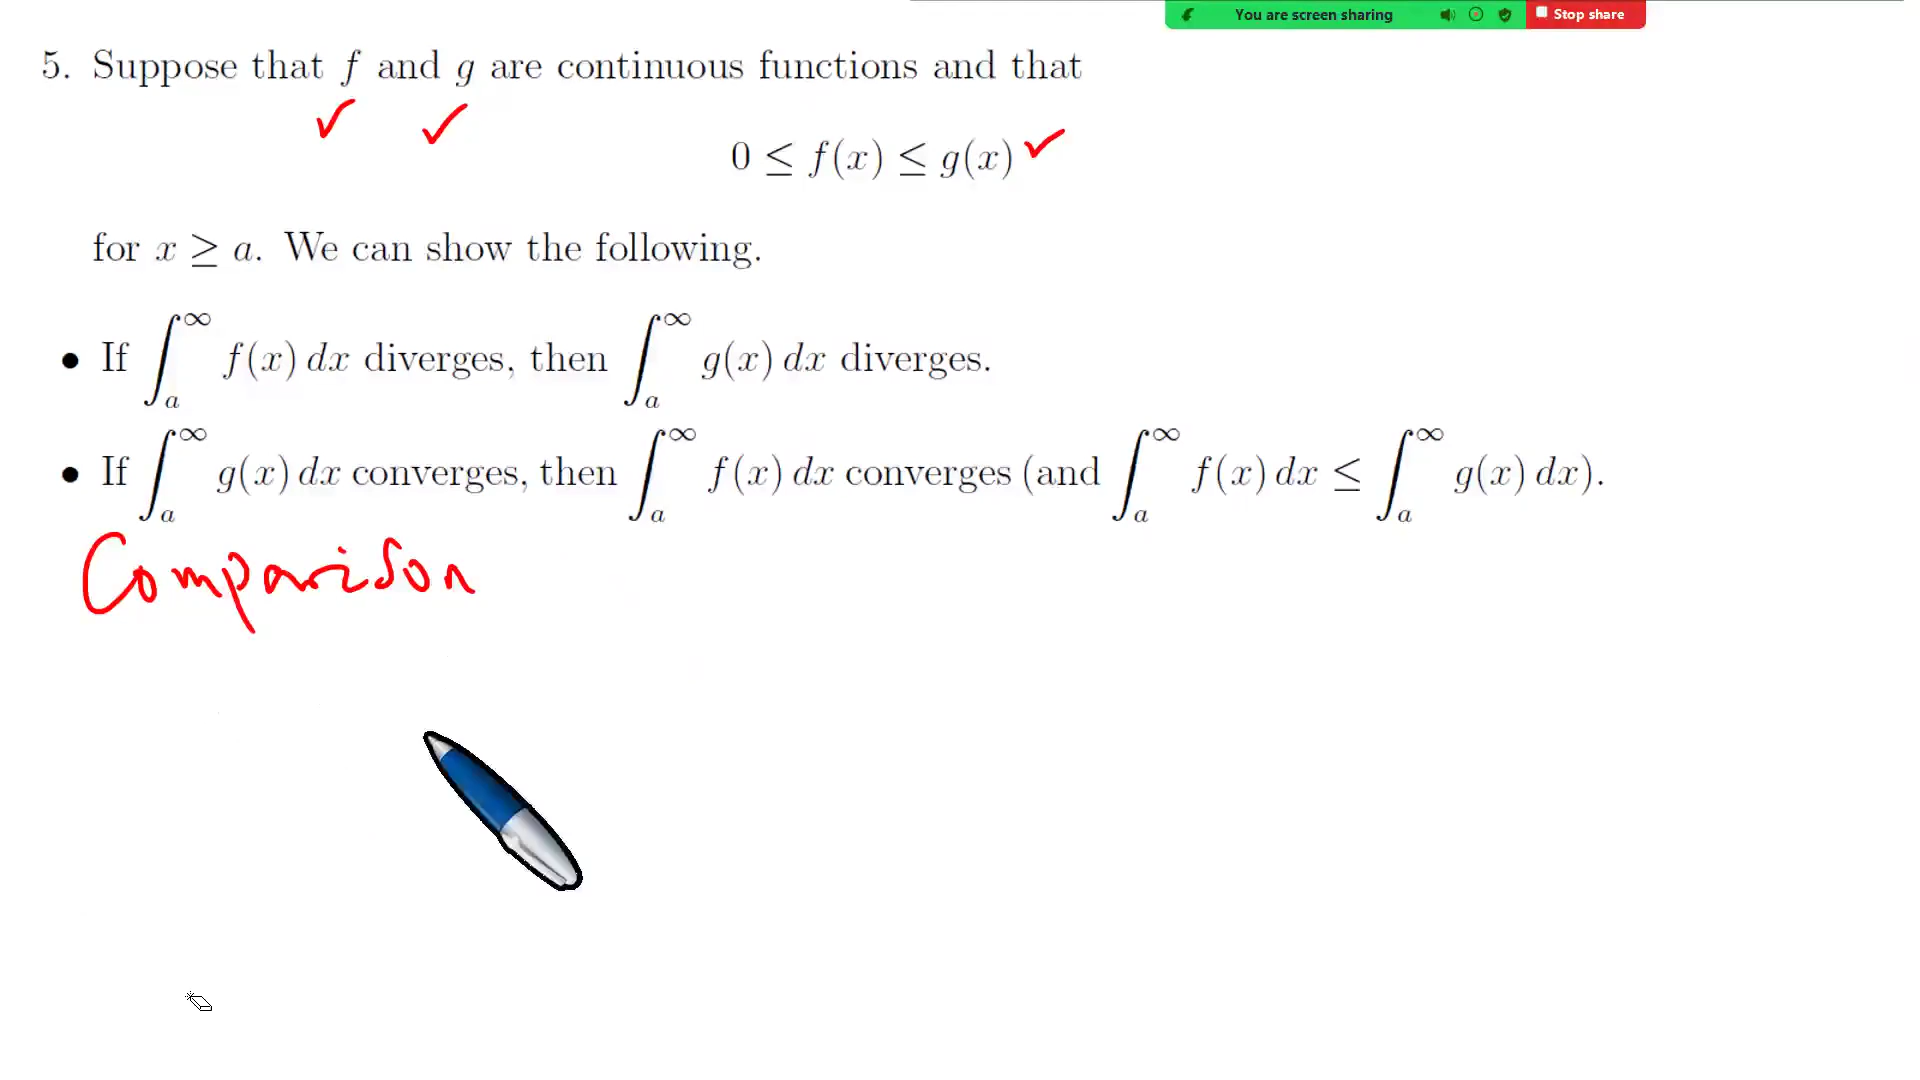 You are screen sharing Stop share
5. Suppose that f and g are continuous functions and that
0 ≤ f(x) ≤ g(x)
for x ≥ a. We can show the following.
• If ∫_a^∞ f(x) dx diverges, then ∫_a^∞ g(x) dx diverges.
• If ∫_a^∞ g(x) dx converges, then ∫_a^∞ f(x) dx converges (and ∫_a^∞ f(x) dx ≤ ∫_a^∞ g(x) dx).
Comparison